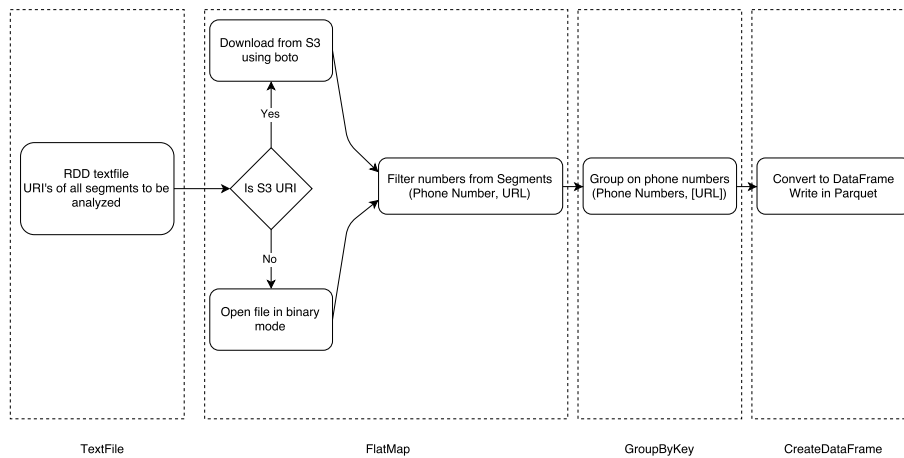 Download from S3
using boto
Yes
RDD textfile
URI's of all segments to be
analyzed
Is S3 URI
Filter numbers from Segments
(Phone Number, URL)
Group on phone numbers
(Phone Numbers, [URL])
Convert to DataFrame
Write in Parquet
No
Open file in binary
mode
TextFile
FlatMap
GroupByKey
CreateDataFrame